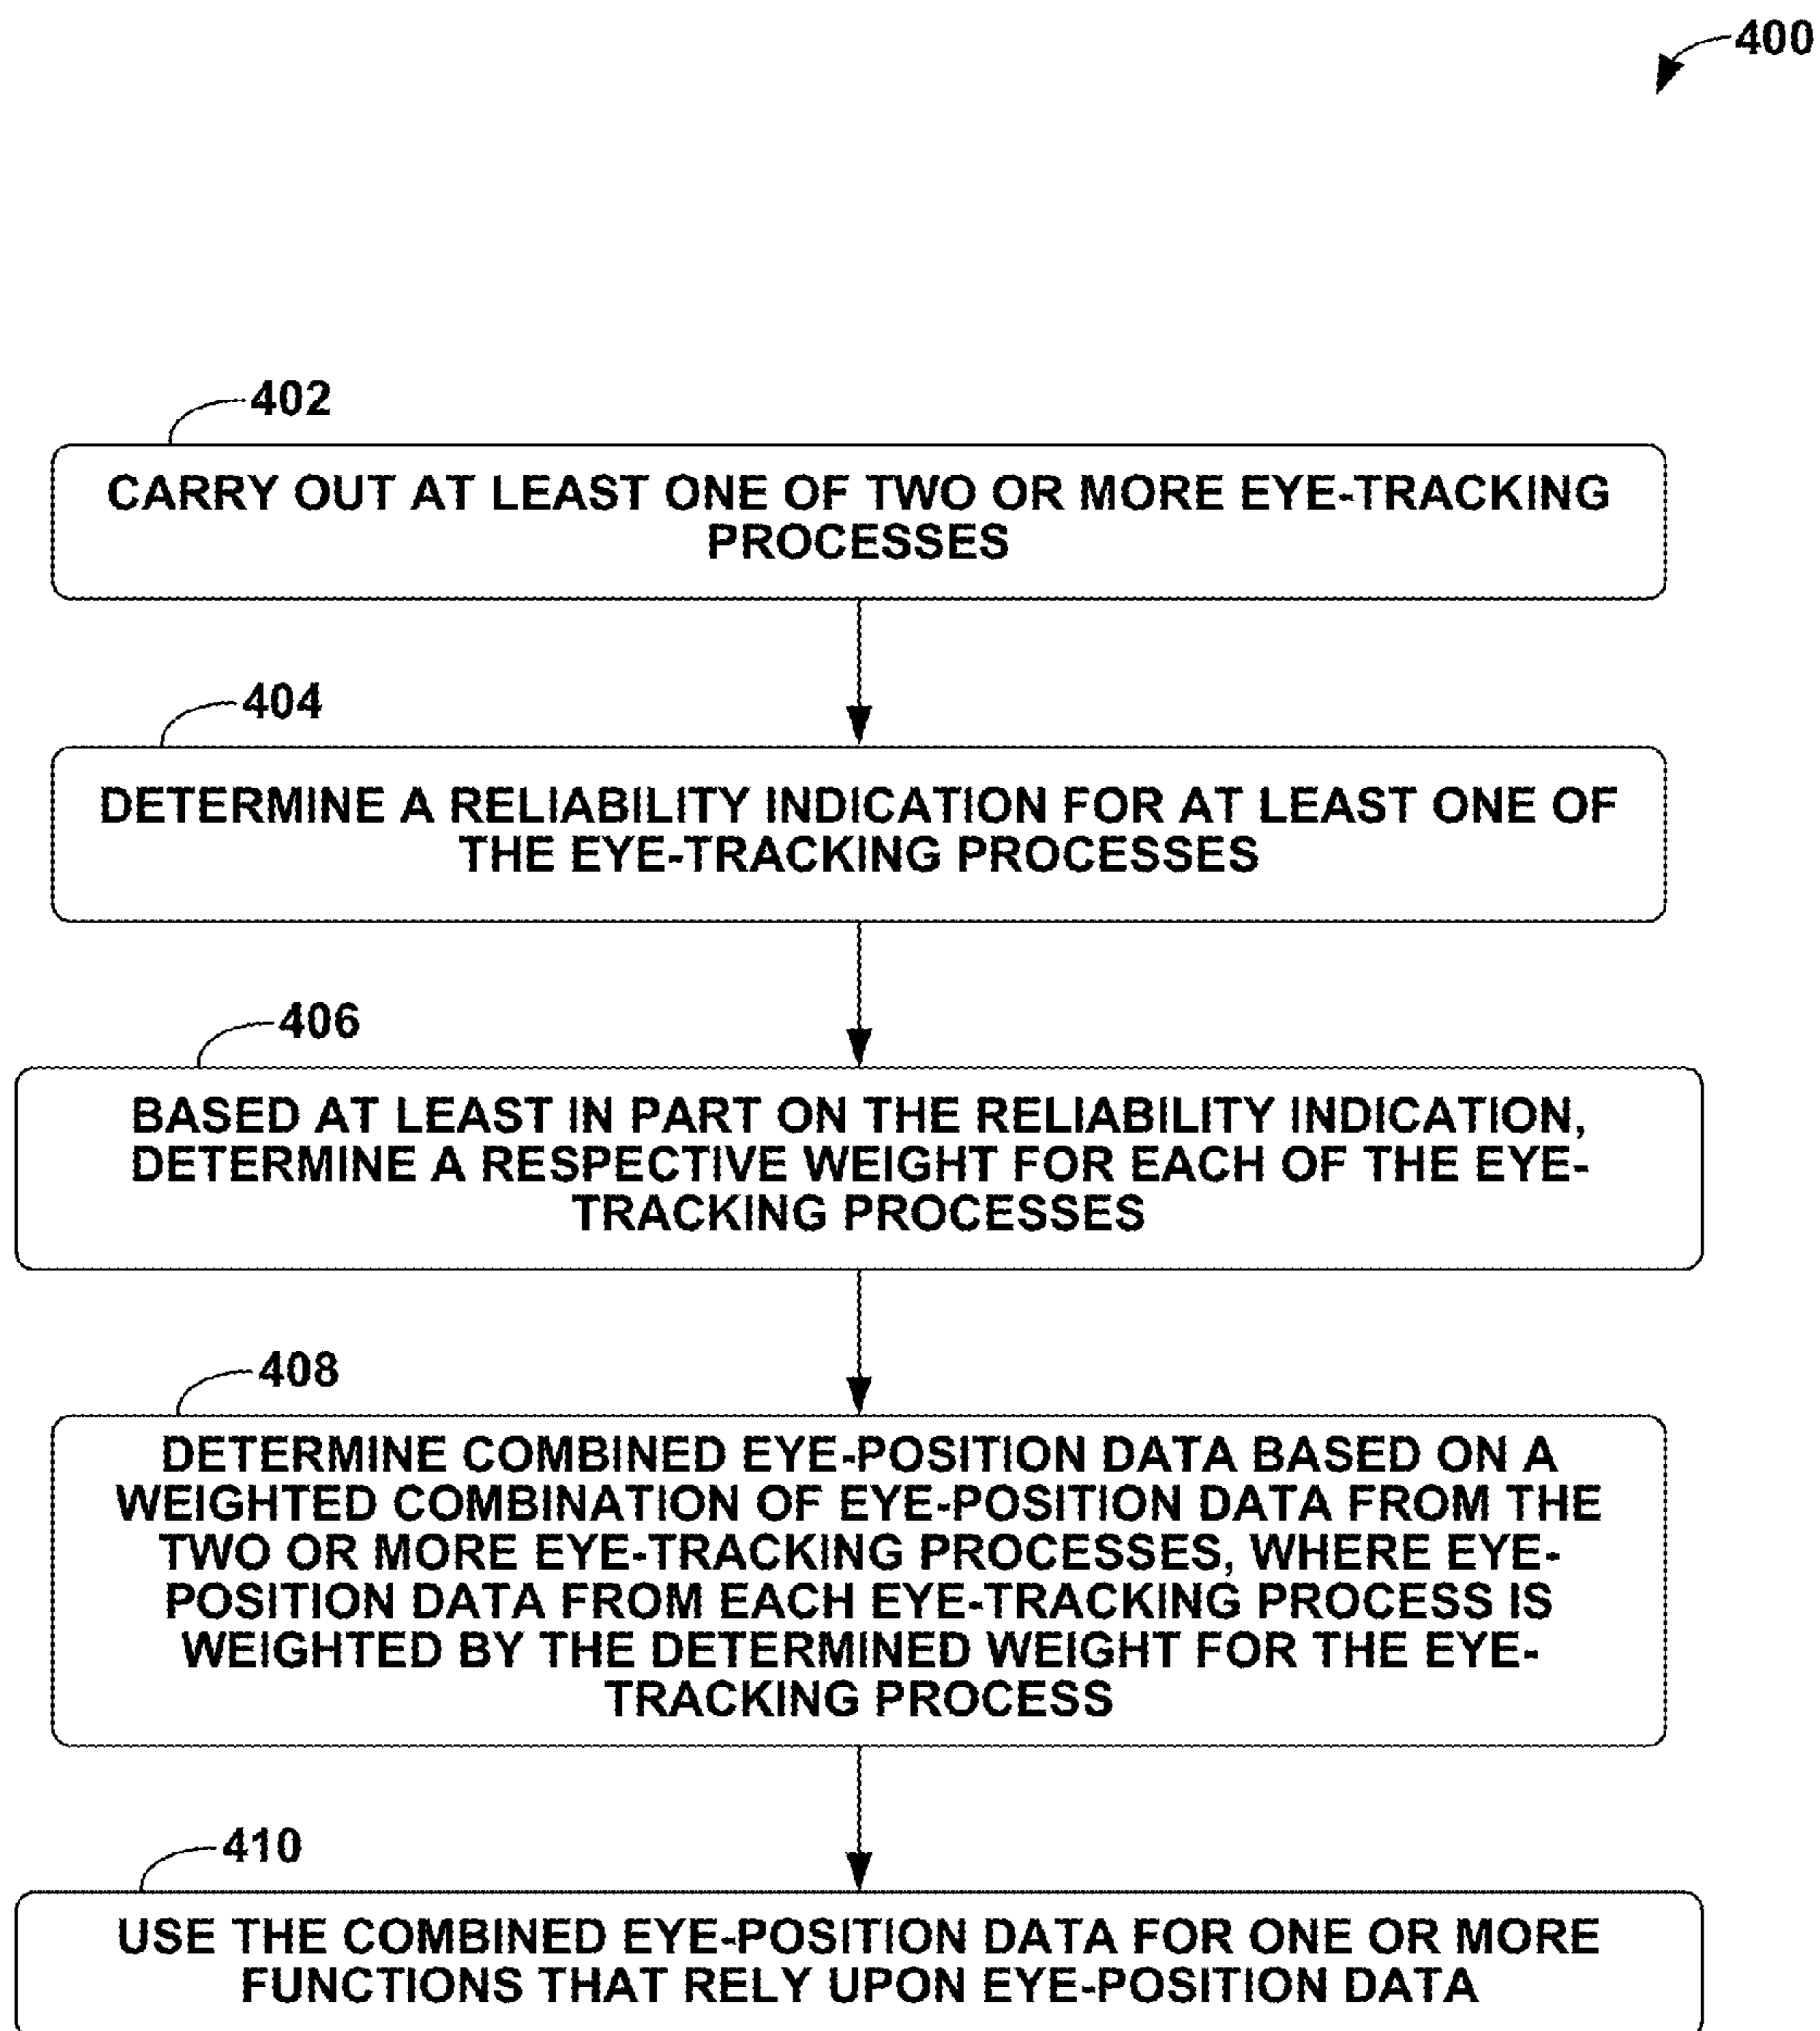 400
402
CARRY OUT AT LEAST ONE OF TWO OR MORE EYE-TRACKING
PROCESSES
404
DETERMINE A RELIABILITY INDICATION FOR AT LEAST ONE OF
THE EYE-TRACKING PROCESSES
406
BASED AT LEAST IN PART ON THE RELIABILITY INDICATION,
DETERMINE A RESPECTIVE WEIGHT FOR EACH OF THE EYE-
TRACKING PROCESSES
408
DETERMINE COMBINED EYE-POSITION DATA BASED ON A
WEIGHTED COMBINATION OF EYE-POSITION DATA FROM THE
TWO OR MORE EYE-TRACKING PROCESSES, WHERE EYE-
POSITION DATA FROM EACH EYE-TRACKING PROCESS IS
WEIGHTED BY THE DETERMINED WEIGHT FOR THE EYE-
TRACKING PROCESS
410
USE THE COMBINED EYE-POSITION DATA FOR ONE OR MORE
FUNCTIONS THAT RELY UPON EYE-POSITION DATA